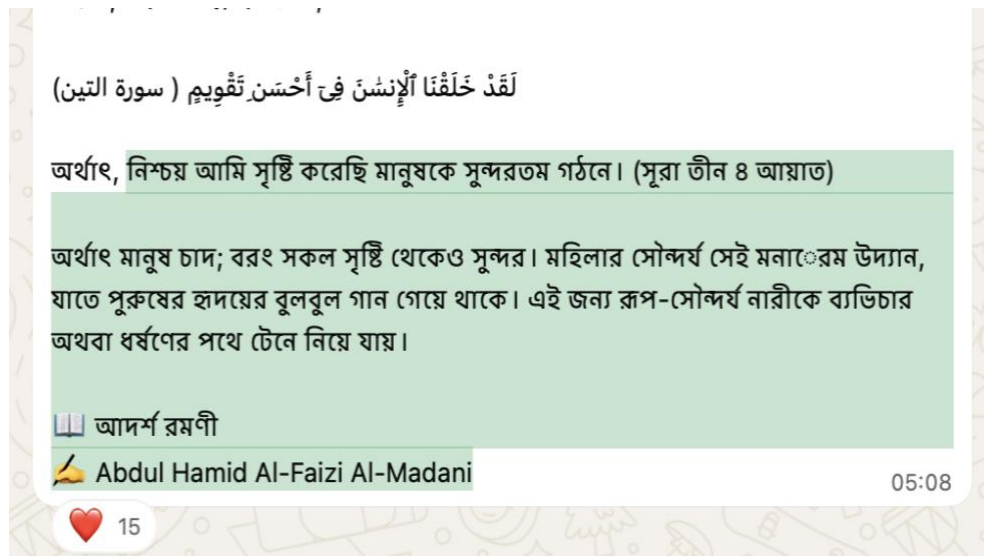 لَقَدْ خَلَقْنَا ٱلْإِنسَٰنَ فِىٓ أَحْسَنِ تَقْوِيمٍ ( سورة التين)
অর্থাৎ, নিশ্চয় আমি সৃষ্টি করেছি মানুষকে সুন্দরতম গঠনে। (সূরা তীন ৪ আয়াত)
অর্থাৎ মানুষ চাদ; বরং সকল সৃষ্টি থেকেও সুন্দর। মহিলার সৌন্দর্য সেই মনােেরম উদ্যান,
যাতে পুরুষের হৃদয়ের বুলবুল গান গেয়ে থাকে। এই জন্য রূপ-সৌন্দর্য নারীকে ব্যভিচার
অথবা ধর্ষণের পথে টেনে নিয়ে যায়।
📖 আদর্শ রমণী
✍️ Abdul Hamid Al-Faizi Al-Madani
05:08
❤️ 15